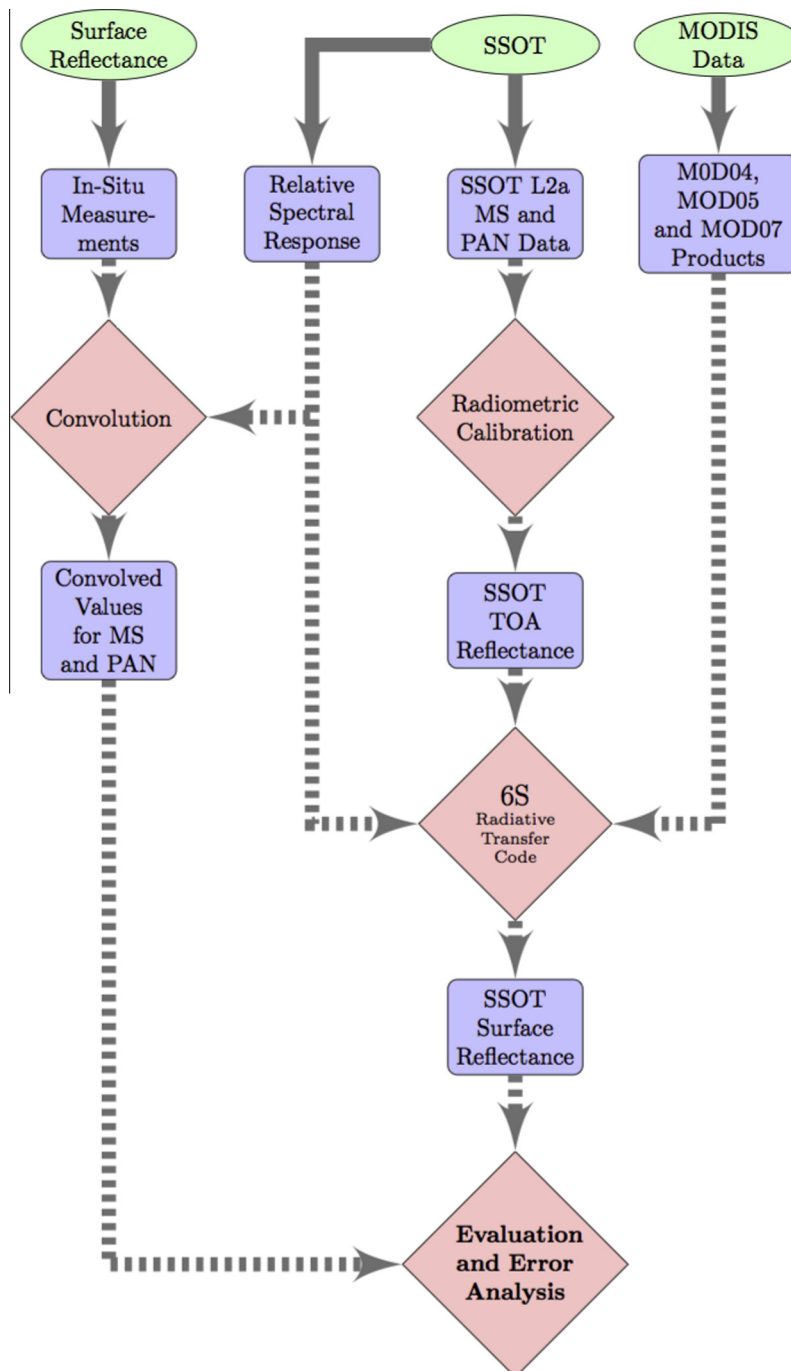 Surface
Reflectance
SSOT
MODIS
Data
In-Situ
Measure-
ments
Relative
Spectral
Response
SSOT L2a
MS and
PAN Data
M0D04,
MOD05
and MOD07
Products
Convolution
Radiometric
Calibration
Convolved
Values
for MS
and PAN
SSOT
TOA
Reflectance
6S
Radiative
Transfer
Code
SSOT
Surface
Reflectance
Evaluation
and Error
Analysis